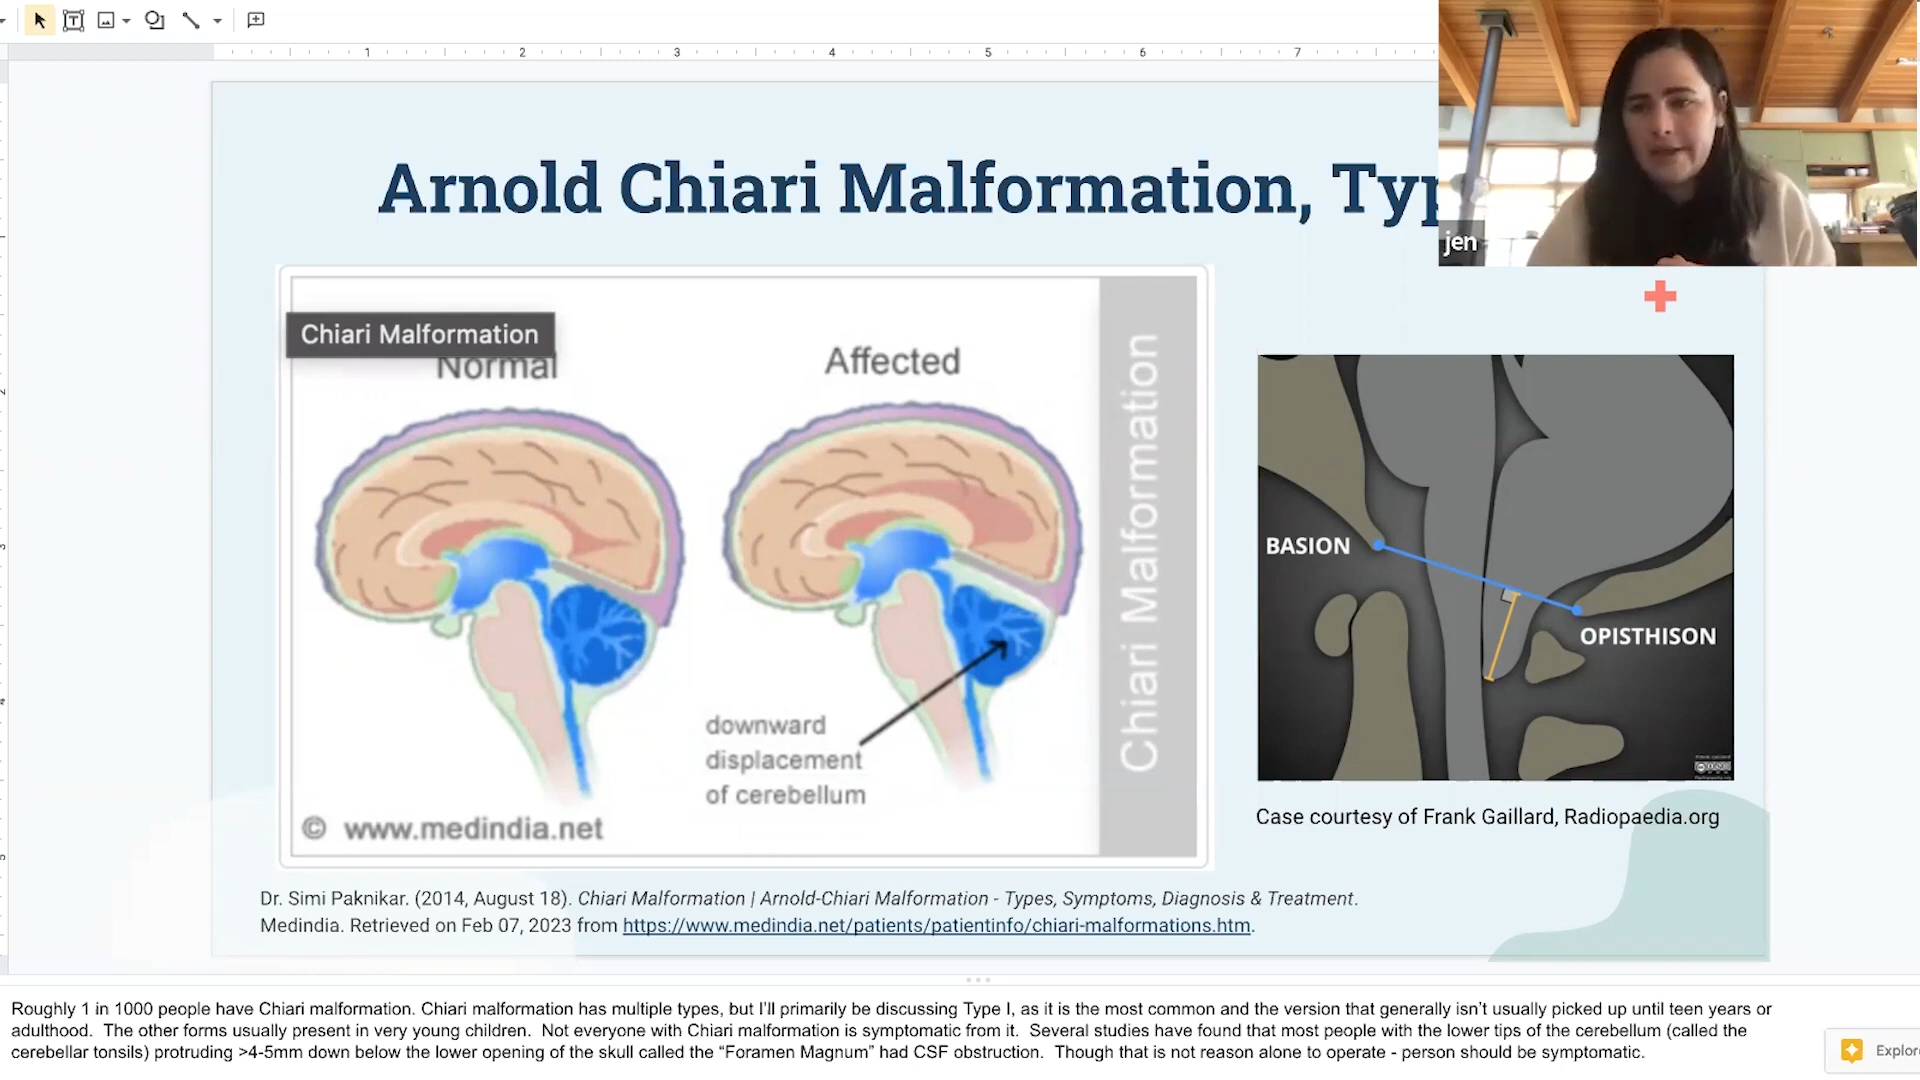 1 2 3 4 5 6 7
Arnold Chiari Malformation, Typ
jen
Chiari Malformation
Normal
Affected
Chiari Malformation
downward
displacement
of cerebellum
© www.medindia.net
BASION
OPISTHISON
Case courtesy of Frank Gaillard, Radiopaedia.org
Dr. Simi Paknikar. (2014, August 18). Chiari Malformation | Arnold-Chiari Malformation - Types, Symptoms, Diagnosis & Treatment.
Medindia. Retrieved on Feb 07, 2023 from https://www.medindia.net/patients/patientinfo/chiari-malformations.htm.
Roughly 1 in 1000 people have Chiari malformation. Chiari malformation has multiple types, but I'll primarily be discussing Type I, as it is the most common and the version that generally isn't usually picked up until teen years or
adulthood. The other forms usually present in very young children. Not everyone with Chiari malformation is symptomatic from it. Several studies have found that most people with the lower tips of the cerebellum (called the
cerebellar tonsils) protruding >4-5mm down below the lower opening of the skull called the “Foramen Magnum” had CSF obstruction. Though that is not reason alone to operate - person should be symptomatic.
Explore